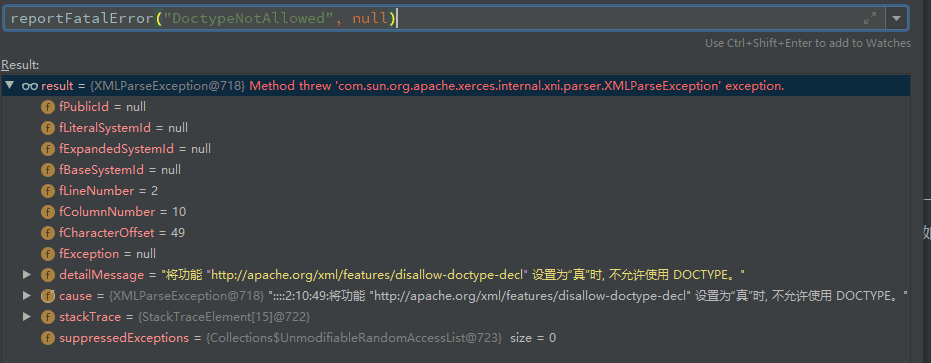 reportFatalError("DoctypeNotAllowed", null)
Use Ctrl+Shift+Enter to add to Watches
Result:
result = {XMLParseException@718} Method threw 'com.sun.org.apache.xerces.internal.xni.parser.XMLParseException' exception.
f fPublicId = null
f fLiteralSystemId = null
f fExpandedSystemId = null
f fBaseSystemId = null
f fLineNumber = 2
f fColumnNumber = 10
f fCharacterOffset = 49
f fException = null
f detailMessage = "将功能 "http://apache.org/xml/features/disallow-doctype-decl" 设置为“真”时, 不允许使用 DOCTYPE。"
f cause = {XMLParseException@718} "::::2:10:49:将功能 "http://apache.org/xml/features/disallow-doctype-decl" 设置为“真”时, 不允许使用 DOCTYPE。"
f stackTrace = {StackTraceElement[15]@722}
f suppressedExceptions = {Collections$UnmodifiableRandomAccessList@723} size = 0